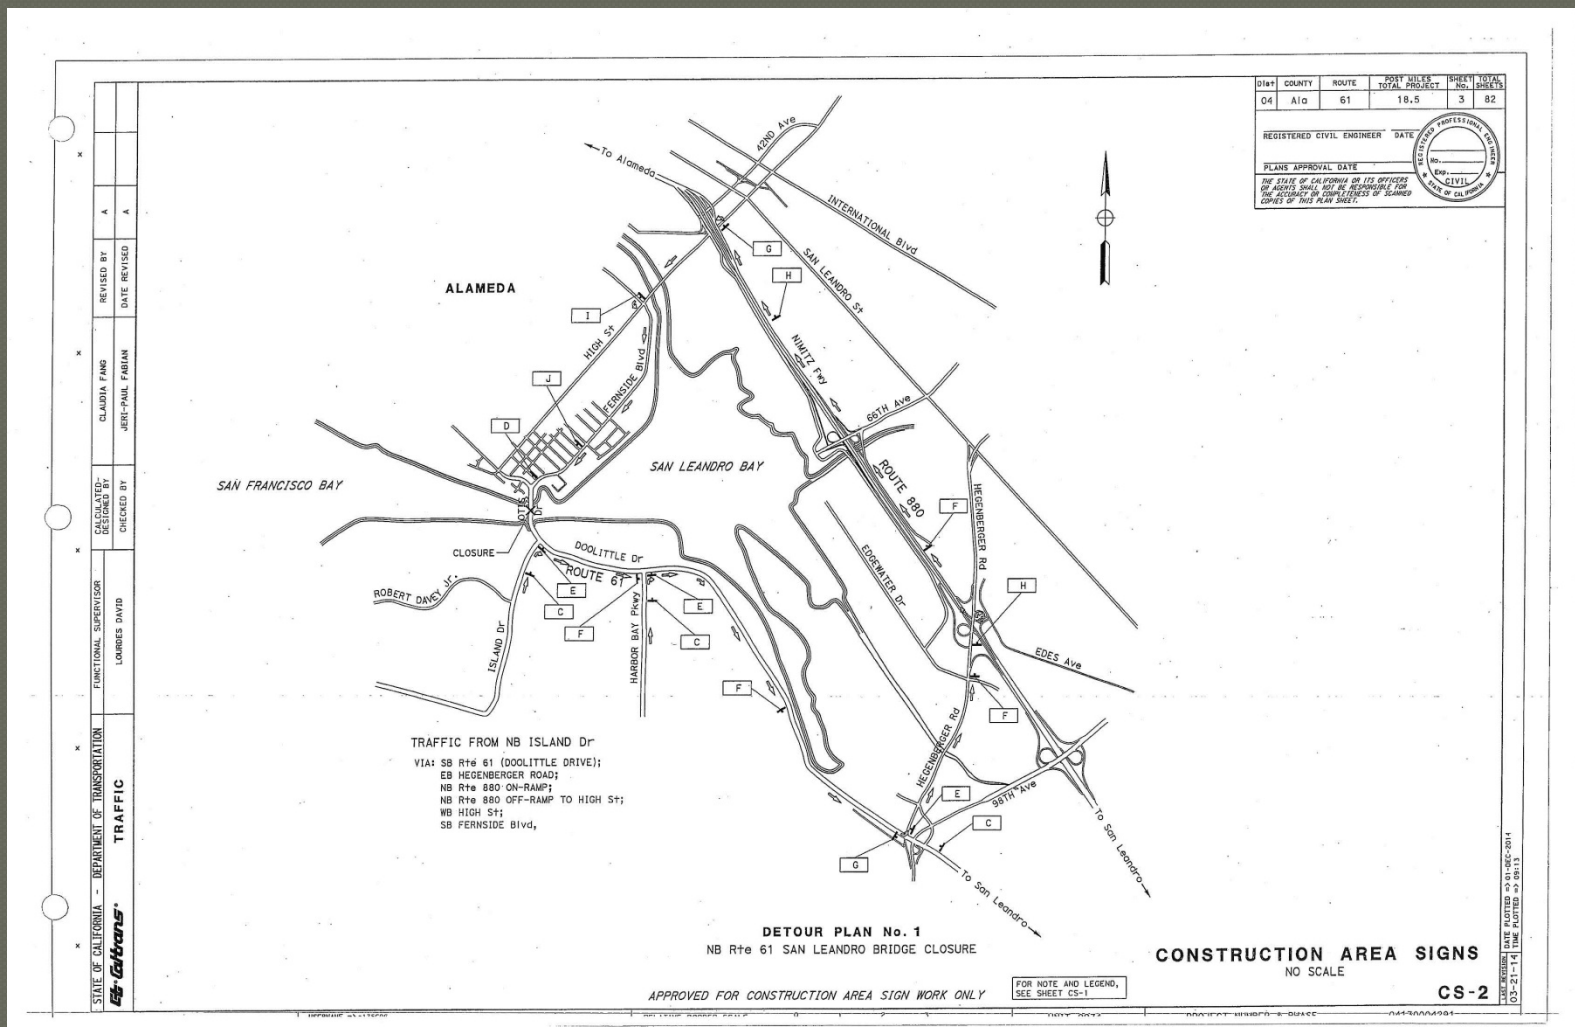 Dist COUNTY ROUTE POST MILES TOTAL PROJECT SHEET No. TOTAL SHEETS
04 Ala 61 18.5 3 82
REGISTERED CIVIL ENGINEER DATE
PLANS APPROVAL DATE
THE STATE OF CALIFORNIA OR ITS OFFICERS
OR AGENTS SHALL NOT BE RESPONSIBLE FOR
THE ACCURACY OR COMPLETENESS OF SCANNED
COPIES OF THIS PLAN SHEET.
REGISTERED PROFESSIONAL ENGINEER
No.
Exp.
CIVIL
STATE OF CALIFORNIA
To Alameda
42ND Ave
INTERNATIONAL Blvd
SAN LEANDRO St
G
H
ALAMEDA
I
HIGH St
NIMITZ Fwy
FERNSIDE Blvd
J
66TH Ave
D
SAN LEANDRO BAY
SAN FRANCISCO BAY
ROUTE 880
OTIS Dr
HEGENBERGER Rd
F
CLOSURE
DOOLITTLE Dr
ROUTE 61
EDGEWATER Dr
ROBERT DAVEY Jr.
E
C
F
E
C
H
ISLAND Dr
HARBOR BAY Pkwy
EDES Ave
F
F
HEGENBERGER Rd
98TH Ave
E
C
G
To San Leandro
To San Leandro
TRAFFIC FROM NB ISLAND Dr
VIA: SB Rte 61 (DOOLITTLE DRIVE);
EB HEGENBERGER ROAD;
NB Rte 880 ON-RAMP;
NB Rte 880 OFF-RAMP TO HIGH St;
WB HIGH St;
SB FERNSIDE Blvd,
DETOUR PLAN No. 1
NB Rte 61 SAN LEANDRO BRIDGE CLOSURE
APPROVED FOR CONSTRUCTION AREA SIGN WORK ONLY
FOR NOTE AND LEGEND,
SEE SHEET CS-1
CONSTRUCTION AREA SIGNS
NO SCALE
CS-2
STATE OF CALIFORNIA - DEPARTMENT OF TRANSPORTATION
Caltrans
TRAFFIC
FUNCTIONAL SUPERVISOR
LOURDES DAVID
CALCULATED-
DESIGNED BY
CHECKED BY
CLAUDIA FANG
JERI-PAUL FABIAN
REVISED BY
DATE REVISED
A
A
LAST REVISION
03-21-14
DATE PLOTTED => 01-DEC-2014
TIME PLOTTED => 09:13